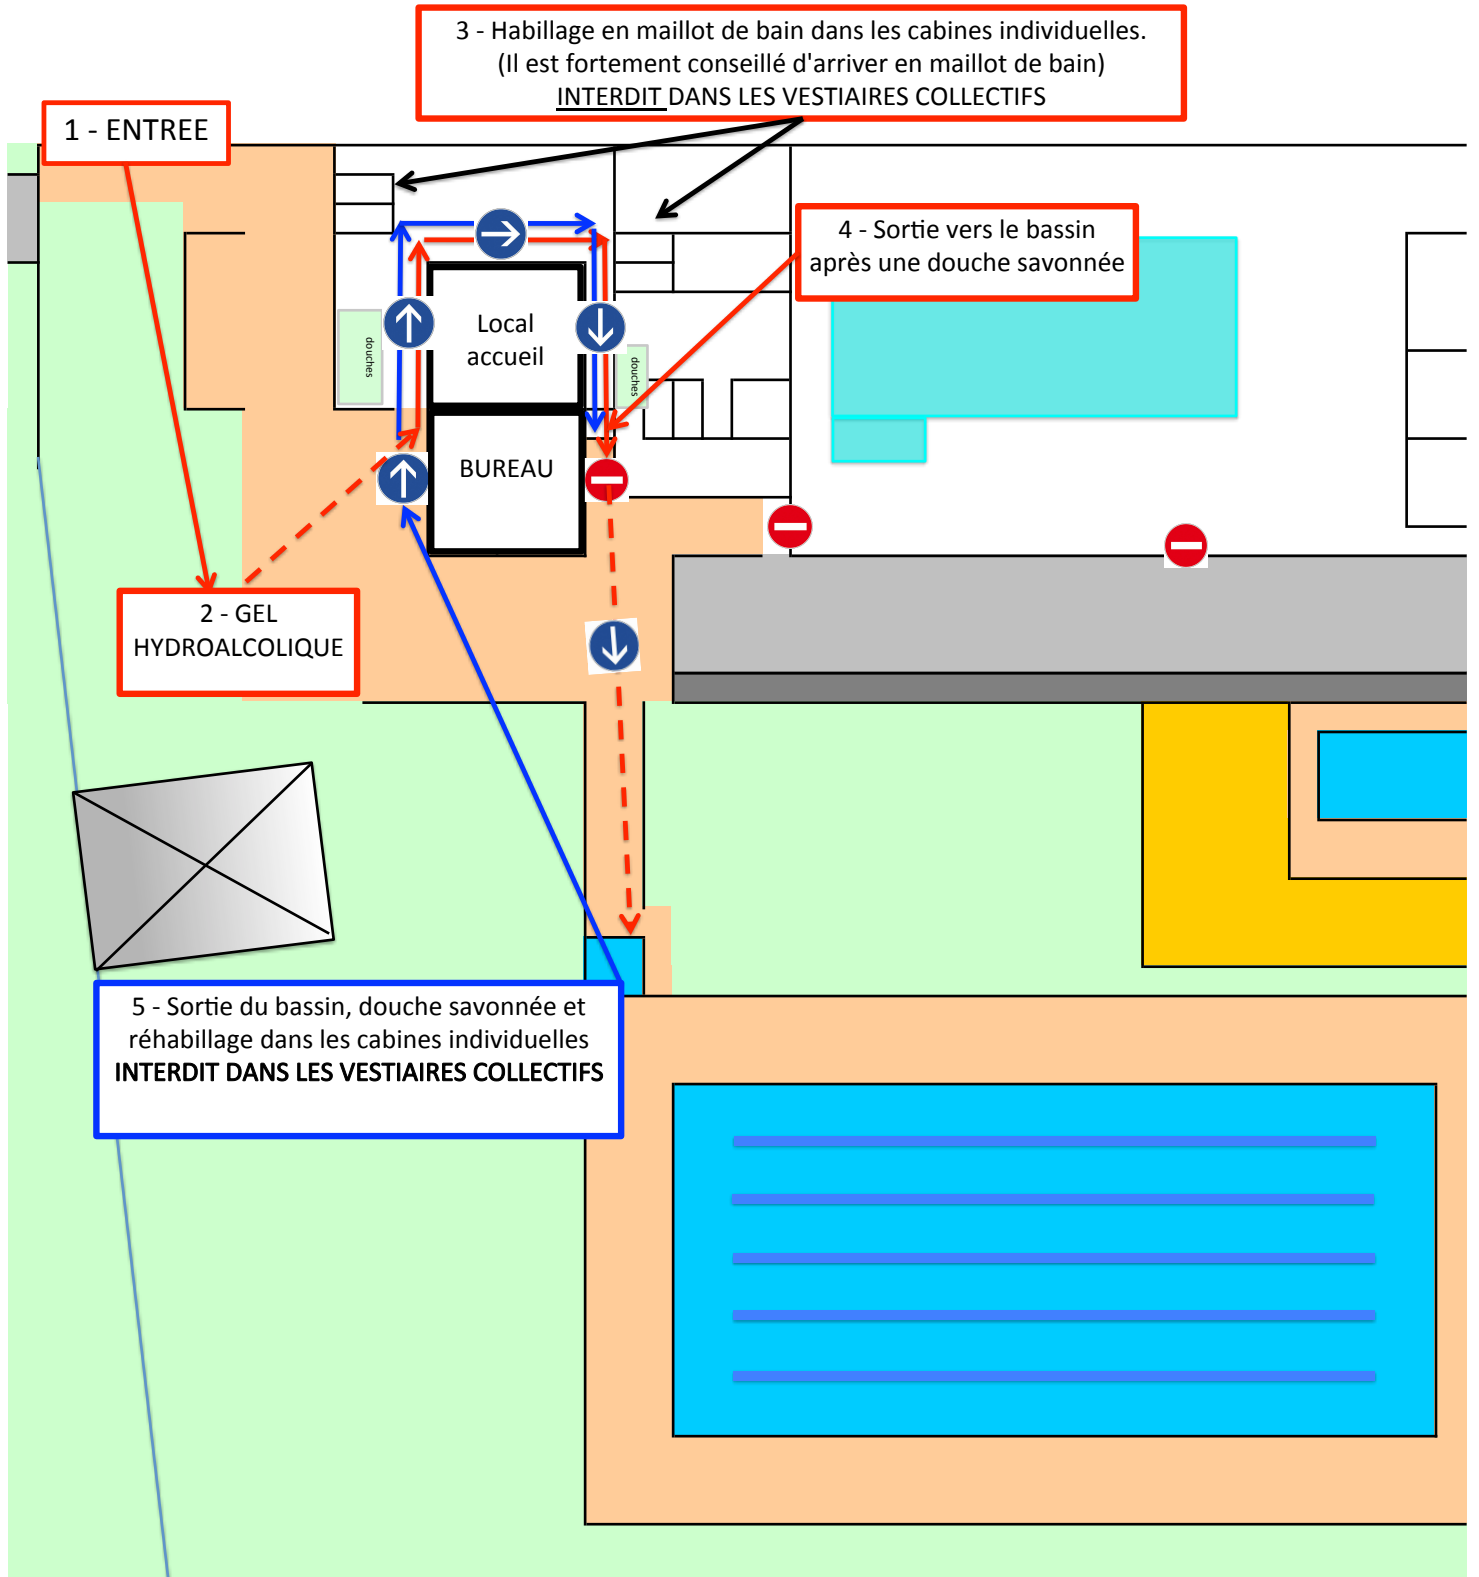 3 - Habillage en maillot de bain dans les cabines individuelles.
(Il est fortement conseillé d'arriver en maillot de bain)
INTERDIT DANS LES VESTIAIRES COLLECTIFS
1 - ENTREE
4 - Sortie vers le bassin
après une douche savonnée
Local
accueil
douches
douches
BUREAU
2 - GEL
HYDROALCOLIQUE
5 - Sortie du bassin, douche savonnée et
réhabillage dans les cabines individuelles
INTERDIT DANS LES VESTIAIRES COLLECTIFS